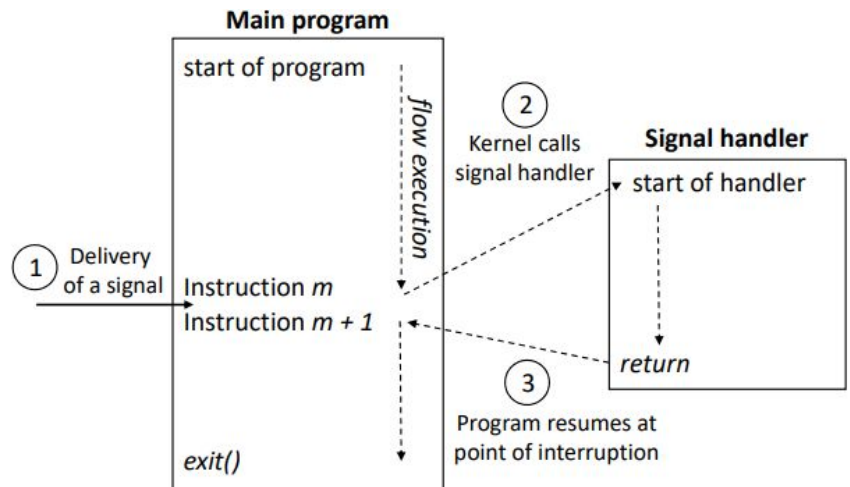 Main program
start of program
flow execution
2
Kernel calls
signal handler
Signal handler
start of handler
1
Delivery
of a signal
Instruction m
Instruction m + 1
return
3
Program resumes at
point of interruption
exit()